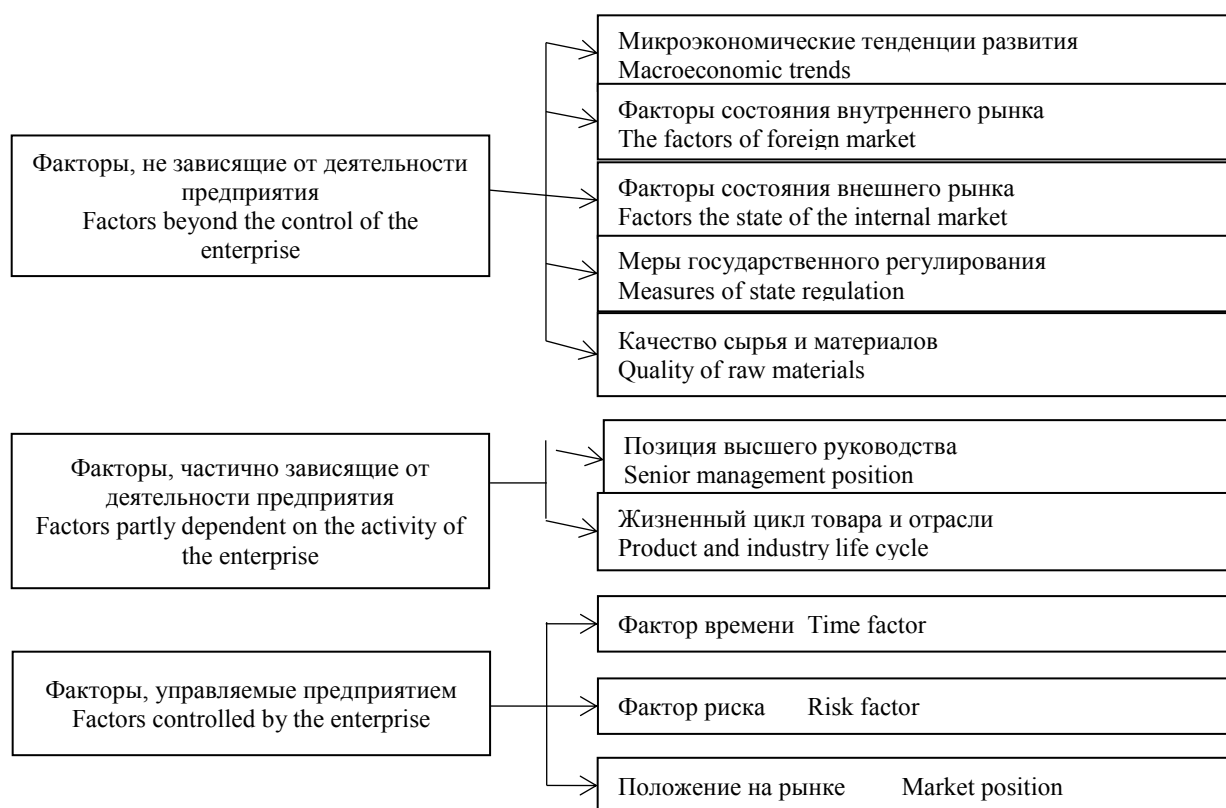 Факторы, не зависящие от деятельности
предприятия
Factors beyond the control of the
enterprise
Микроэкономические тенденции развития
Macroeconomic trends
Факторы состояния внутреннего рынка
The factors of foreign market
Факторы состояния внешнего рынка
Factors the state of the internal market
Меры государственного регулирования
Measures of state regulation
Качество сырья и материалов
Quality of raw materials
Факторы, частично зависящие от
деятельности предприятия
Factors partly dependent on the activity of
the enterprise
Позиция высшего руководства
Senior management position
Жизненный цикл товара и отрасли
Product and industry life cycle
Факторы, управляемые предприятием
Factors controlled by the enterprise
Фактор времени Time factor
Фактор риска Risk factor
Положение на рынке Market position